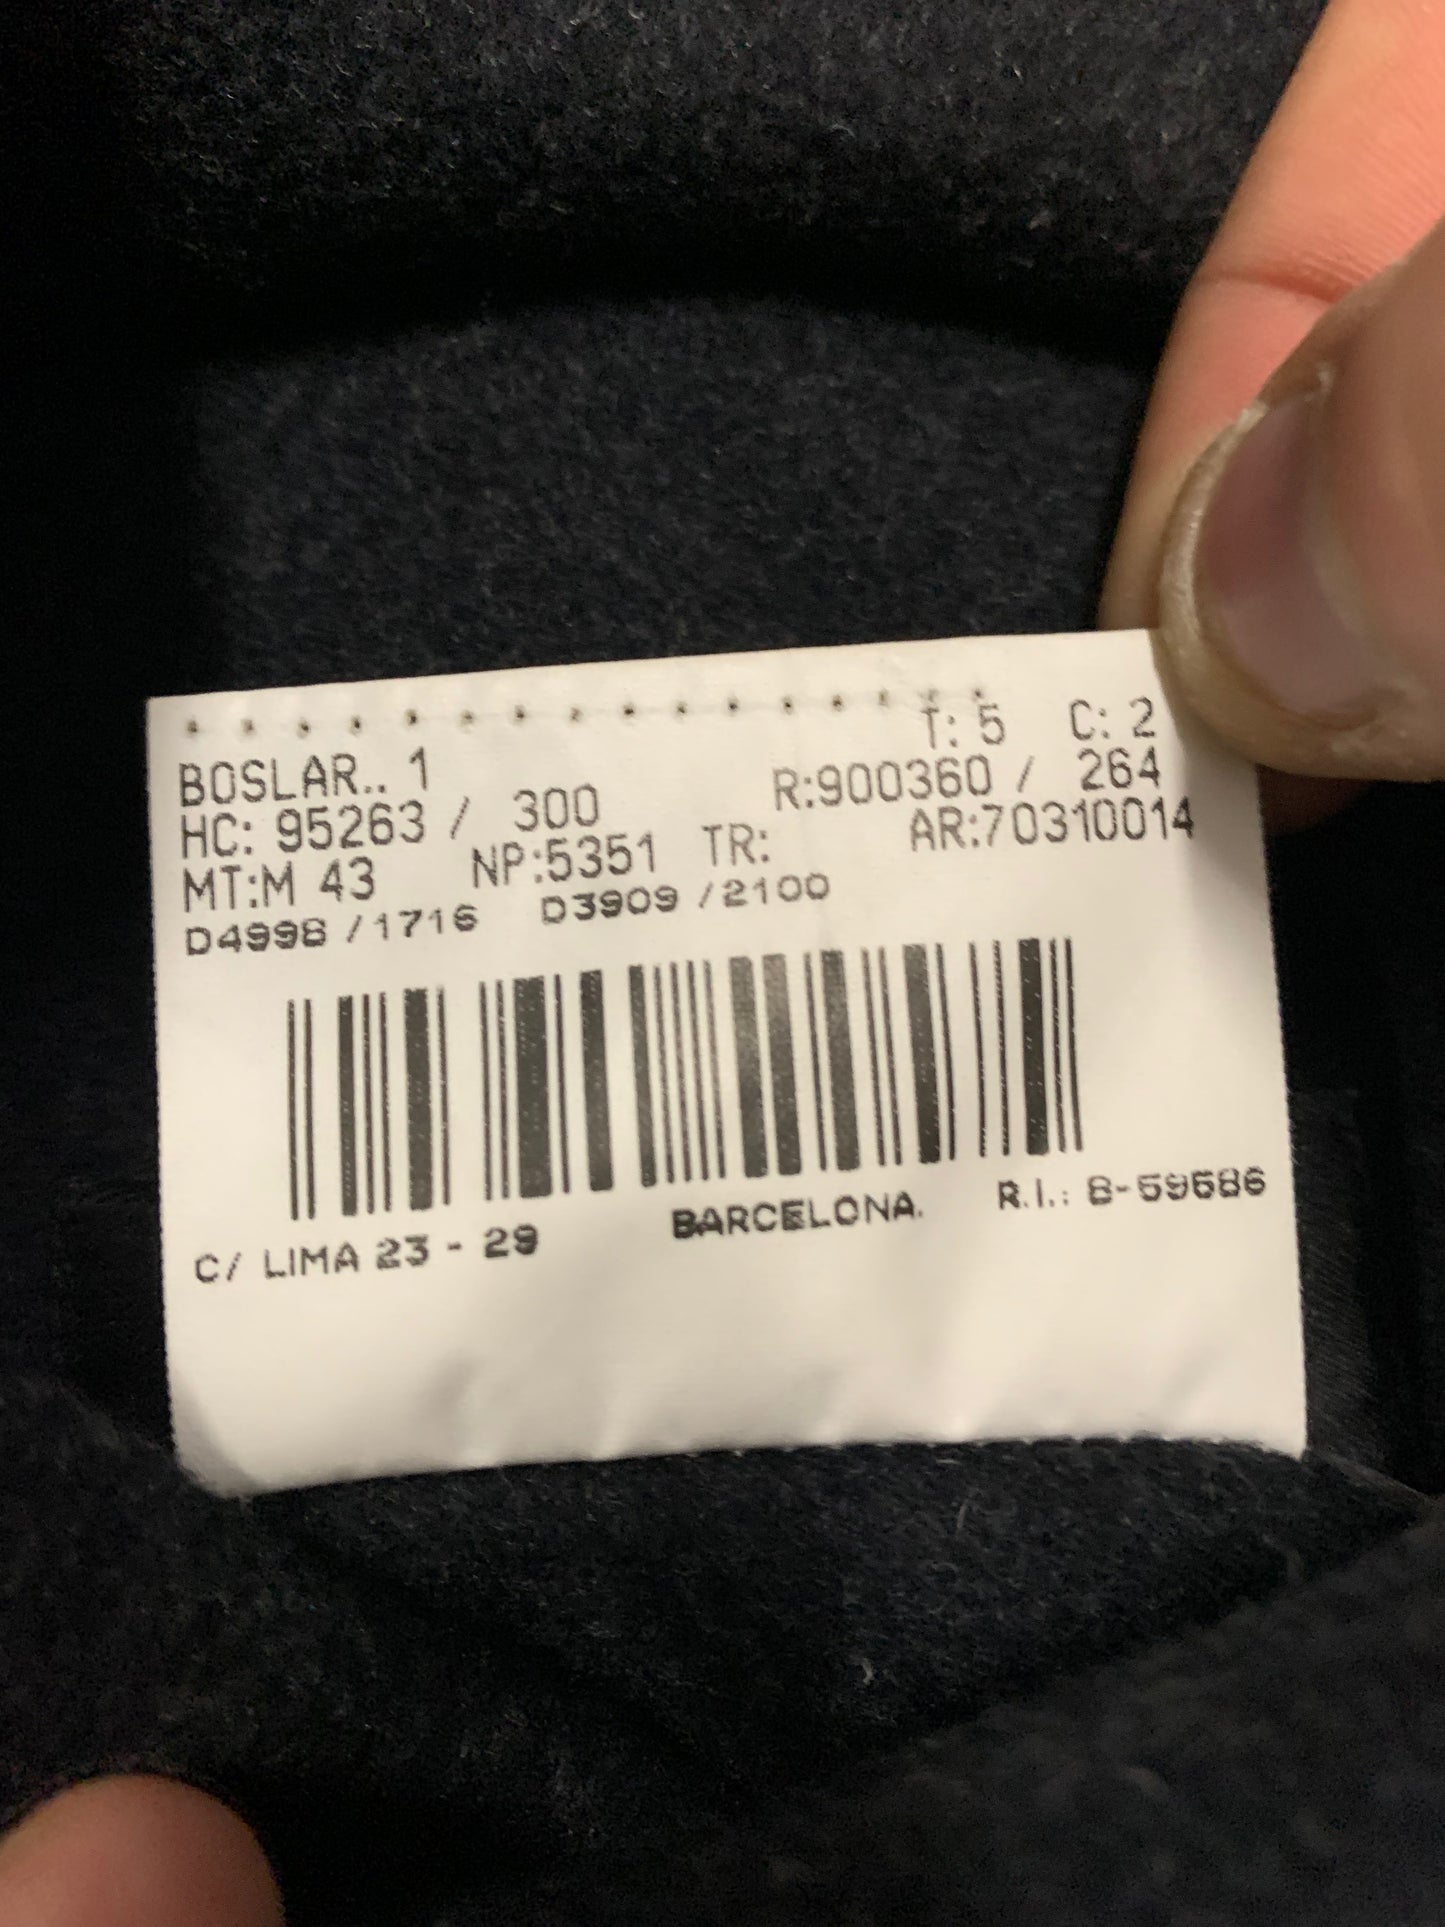 T: 5 C: 2
BOSLAR.. 1 R:900360 / 264
HC: 95263 / 300 AR:70310014
MT:M 43 NP:5351 TR:
D4998 /1716 D3909 /2100
C/ LIMA 23 - 29 BARCELONA. R.I.: B-59686